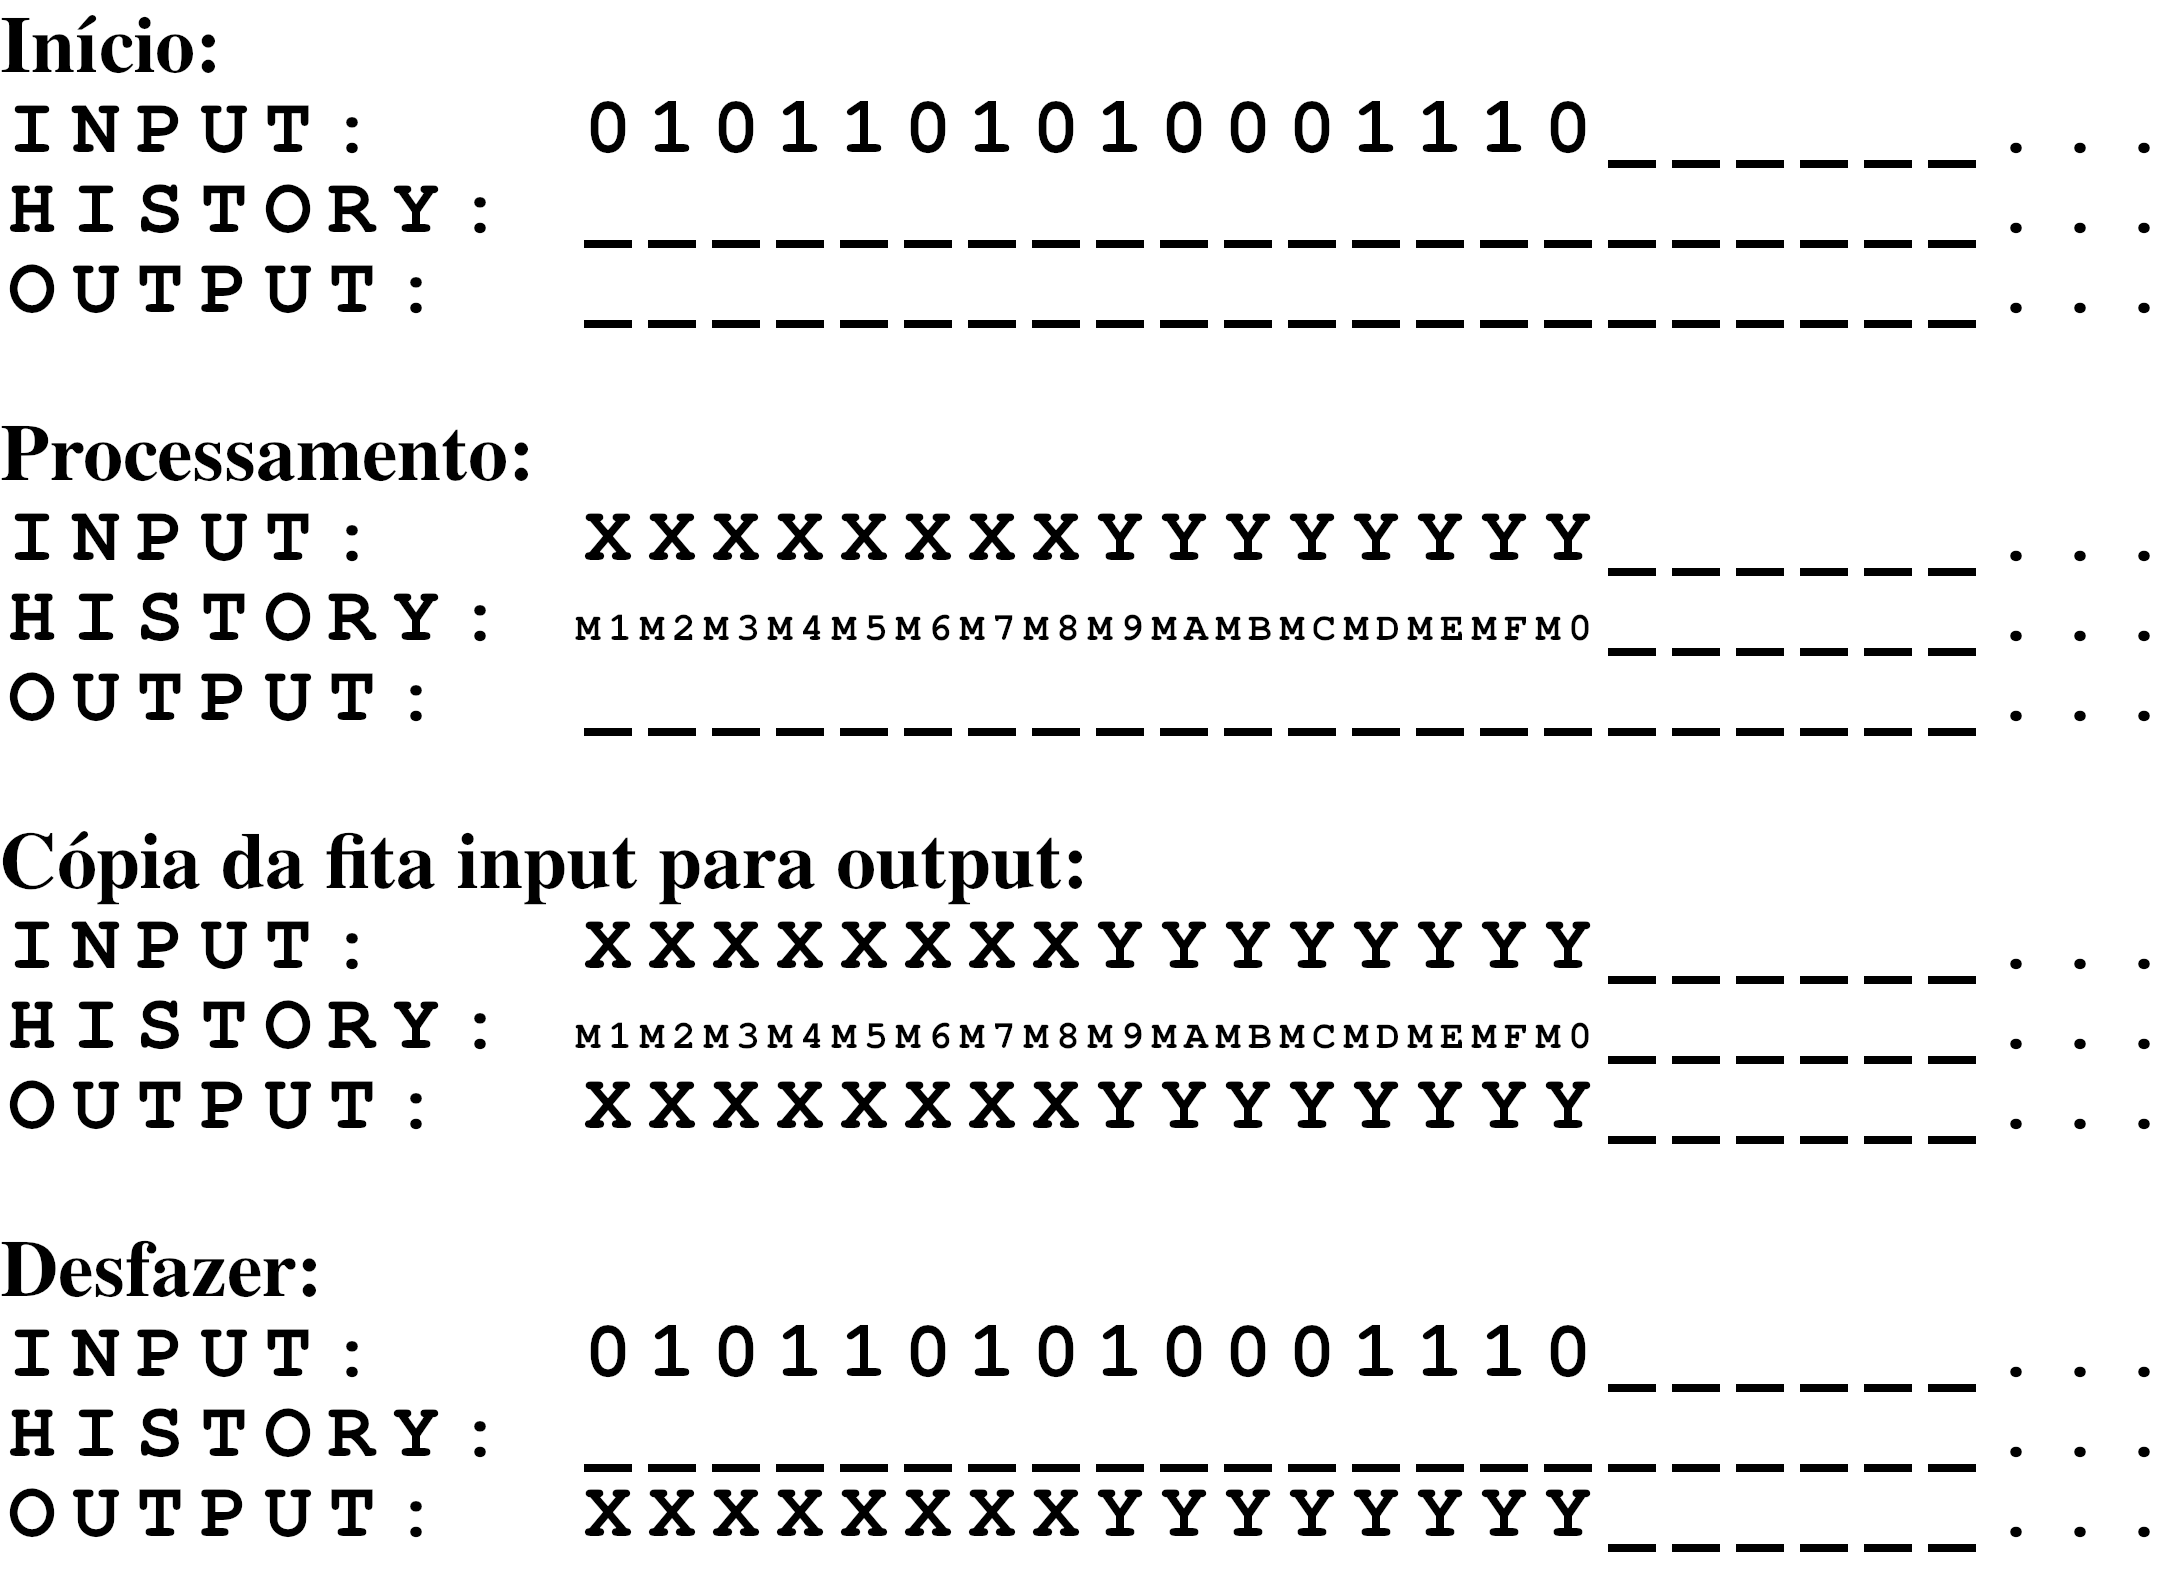 Início:
INPUT: 0101101010001110______...
HISTORY: ______________________...
OUTPUT: ______________________...
Processamento:
INPUT: XXXXXXXXYYYYYYYY______...
HISTORY: M1M2M3M4M5M6M7M8M9MAMBMCMDMEMFM0______...
OUTPUT: ______________________...
Cópia da fita input para output:
INPUT: XXXXXXXXYYYYYYYY______...
HISTORY: M1M2M3M4M5M6M7M8M9MAMBMCMDMEMFM0______...
OUTPUT: XXXXXXXXYYYYYYYY______...
Desfazer:
INPUT: 0101101010001110______...
HISTORY: ______________________...
OUTPUT: XXXXXXXXYYYYYYYY______...